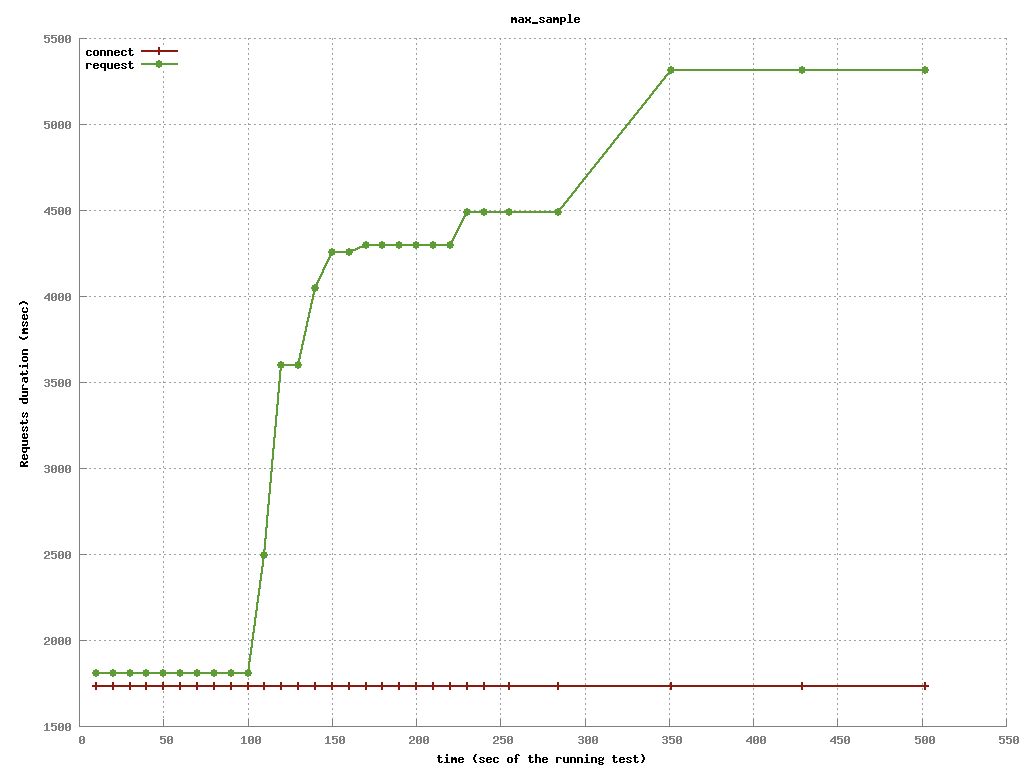 max_sample
connect
request
5500
5000
4500
4000
3500
3000
2500
2000
1500
Requests duration (msec)
0 50 100 150 200 250 300 350 400 450 500 550
time (sec of the running test)